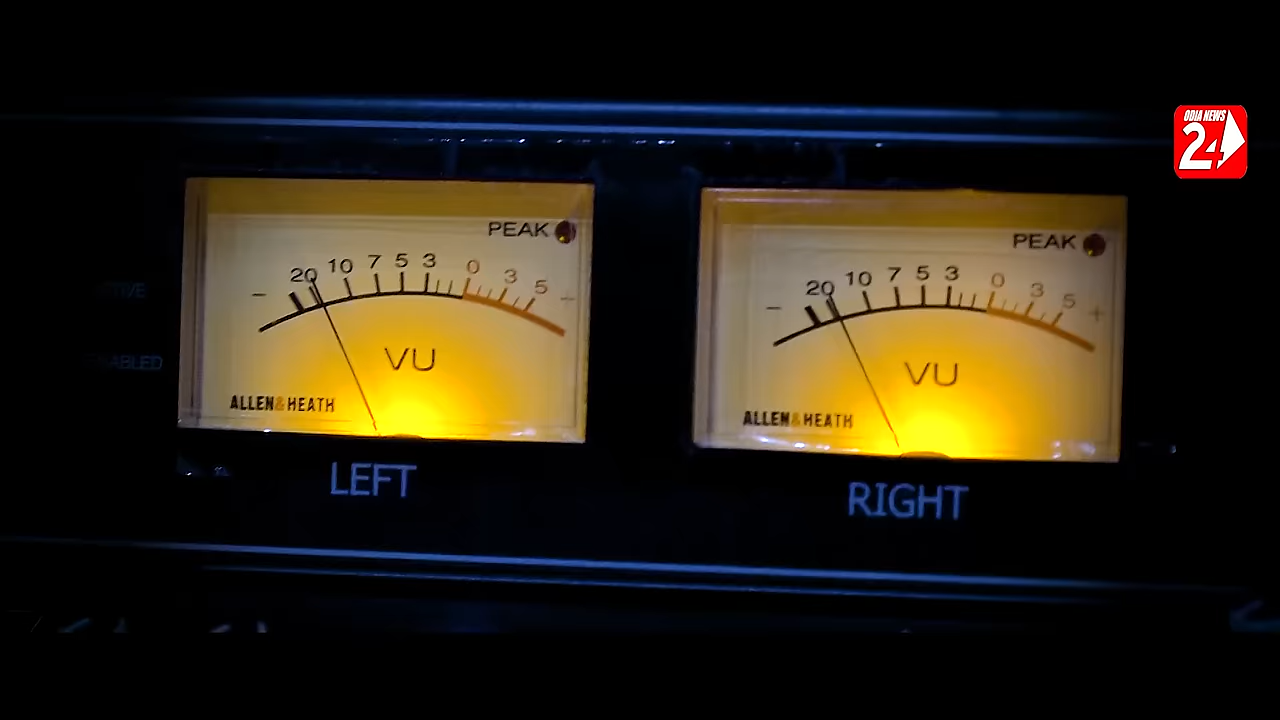 ODIA NEWS
24
PEAK
20 10 7 5 3 0 3 5
- +
VU
ALLEN&HEATH
LEFT
PEAK
20 10 7 5 3 0 3 5
- +
VU
ALLEN&HEATH
RIGHT